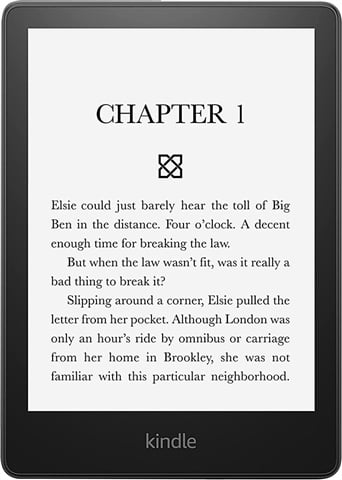 CHAPTER 1
Elsie could just barely hear the toll of Big
Ben in the distance. Four o’clock. A decent
enough time for breaking the law.
But when the law wasn’t fit, was it really a
bad thing to break it?
Slipping around a corner, Elsie pulled the
letter from her pocket. Although London was
only an hour’s ride by omnibus or carriage
from her home in Brookley, she was not
familiar with this particular neighborhood.
kindle